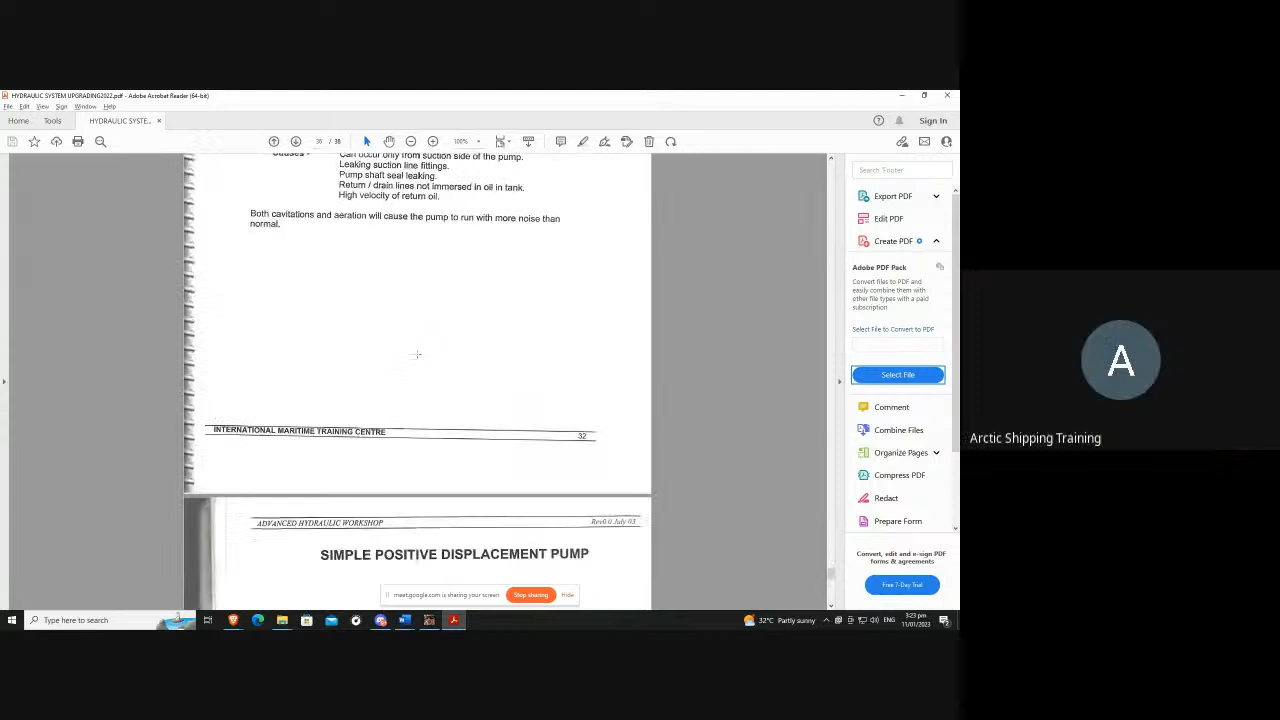 HYDRAULIC SYSTEM UPGRADING2022.pdf - Adobe Acrobat Reader (64-bit)
File Edit View Sign Window Help
Home Tools HYDRAULIC SYSTE... × Sign In
36 / 38 100%
Causes - Can occur only from suction side of the pump.
Leaking suction line fittings.
Pump shaft seal leaking.
Return / drain lines not immersed in oil in tank.
High velocity of return oil.
Both cavitations and aeration will cause the pump to run with more noise than
normal.
INTERNATIONAL MARITIME TRAINING CENTRE 32
ADVANCED HYDRAULIC WORKSHOP Rev0.0 July 03
SIMPLE POSITIVE DISPLACEMENT PUMP
meet.google.com is sharing your screen Stop sharing Hide
Search 'Footer
Export PDF
Edit PDF
Create PDF
Adobe PDF Pack
Convert files to PDF and
easily combine them with
other file types with a paid
subscription
Select File to Convert to PDF
Select File
Comment
Combine Files
Organize Pages
Compress PDF
Redact
Prepare Form
Convert, edit and e-sign PDF
forms & agreements
Free 7-Day Trial
Type here to search
32°C Partly sunny ENG
3:23 pm
11/01/2023
A
Arctic Shipping Training